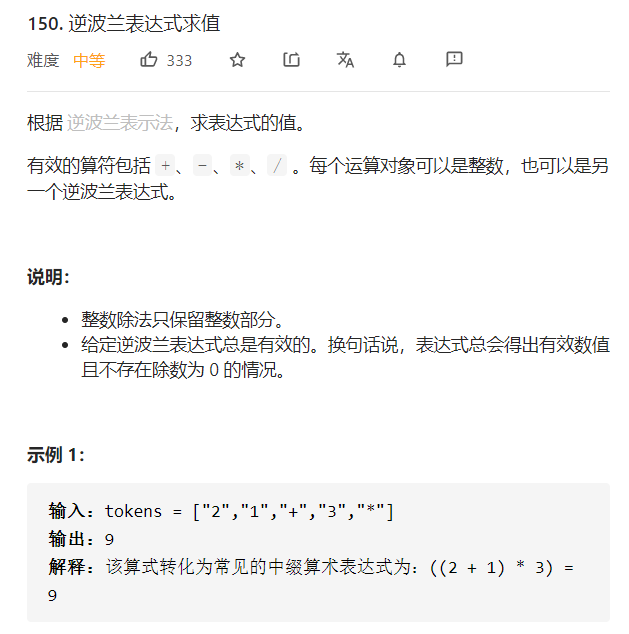 150. 逆波兰表达式求值
难度 中等 333
根据 逆波兰表示法，求表达式的值。
有效的算符包括 +、-、*、/ 。每个运算对象可以是整数，也可以是另
一个逆波兰表达式。
说明：
• 整数除法只保留整数部分。
• 给定逆波兰表达式总是有效的。换句话说，表达式总会得出有效数值
且不存在除数为 0 的情况。
示例 1：
输入：tokens = ["2","1","+","3","*"]
输出：9
解释：该算式转化为常见的中缀算术表达式为：((2 + 1) * 3) =
9